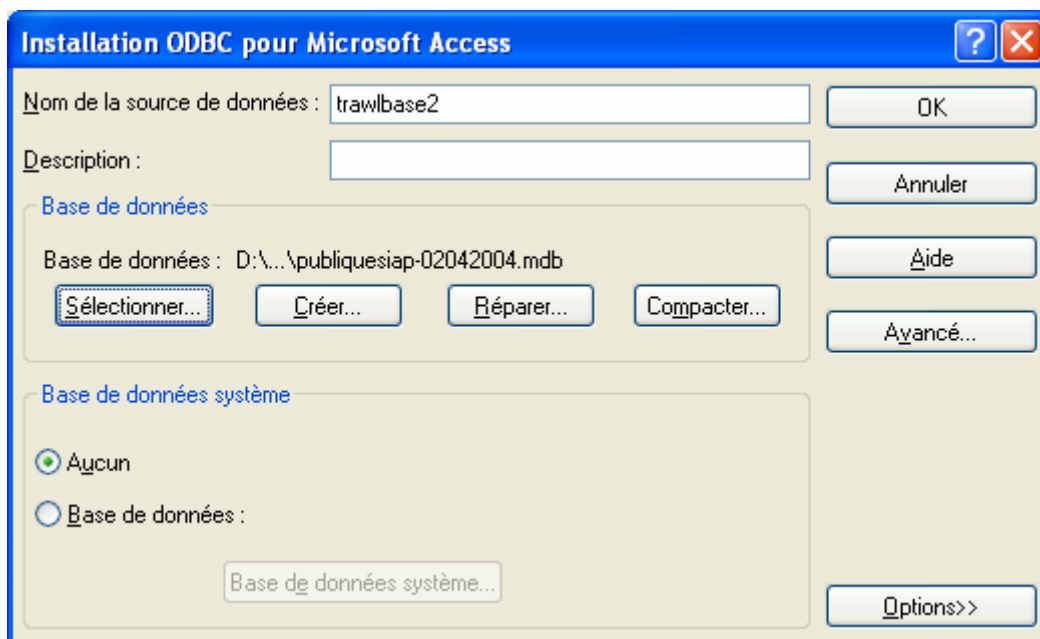 Installation ODBC pour Microsoft Access
Nom de la source de données : trawlbase2
OK
Description :
Annuler
Base de données
Base de données : D:\...\publiquesiap-02042004.mdb
Aide
Sélectionner... Créer... Réparer... Compacter...
Avancé...
Base de données système
Aucun
Base de données :
Base de données système...
Options>>